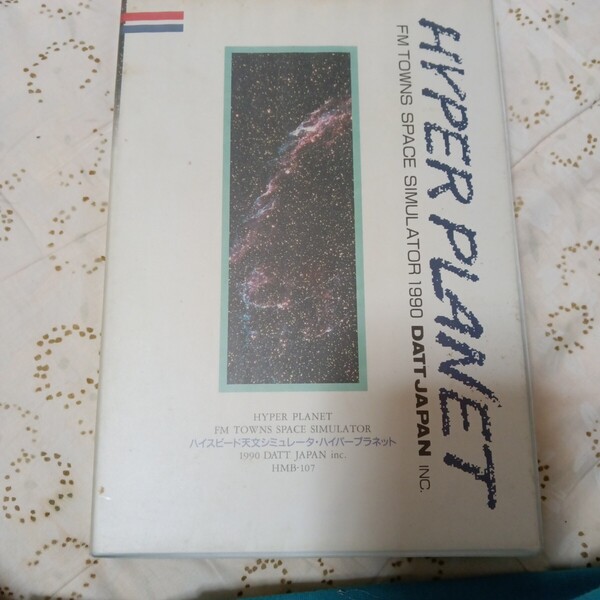 HYPER PLANET
FM TOWNS SPACE SIMULATOR 1990 DATT JAPAN INC.
HYPER PLANET
FM TOWNS SPACE SIMULATOR
ハイスピード天文シミュレータ・ハイパープラネット
1990 DATT JAPAN inc.
HMB-107